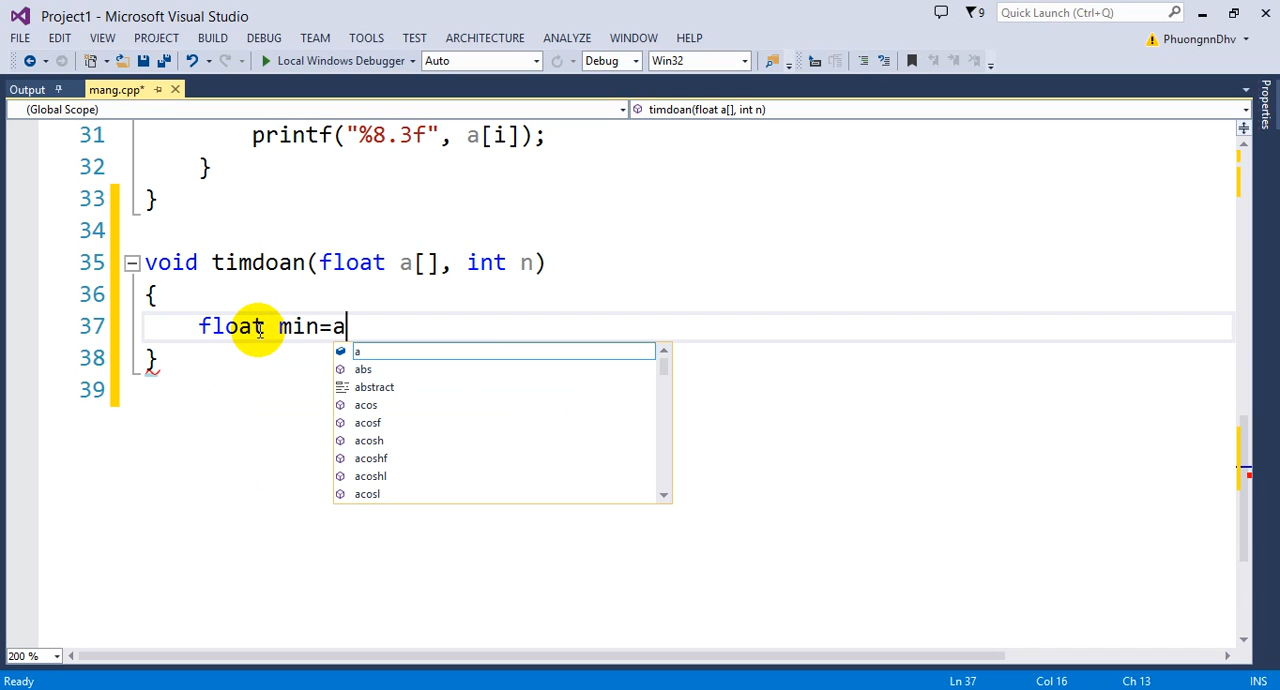 Project1 - Microsoft Visual Studio
9
Quick Launch (Ctrl+Q)
FILE EDIT VIEW PROJECT BUILD DEBUG TEAM TOOLS TEST ARCHITECTURE ANALYZE WINDOW HELP
PhuongnnDhv
Local Windows Debugger Auto Debug Win32
Output mang.cpp*
Properties
(Global Scope) timdoan(float a[], int n)
31 printf("%8.3f", a[i]);
32 }
33 }
34
35 void timdoan(float a[], int n)
36 {
37 float min=a
38 }
39
a
abs
abstract
acos
acosf
acosh
acoshf
acoshl
acosl
200 %
Ready Ln 37 Col 16 Ch 13 INS